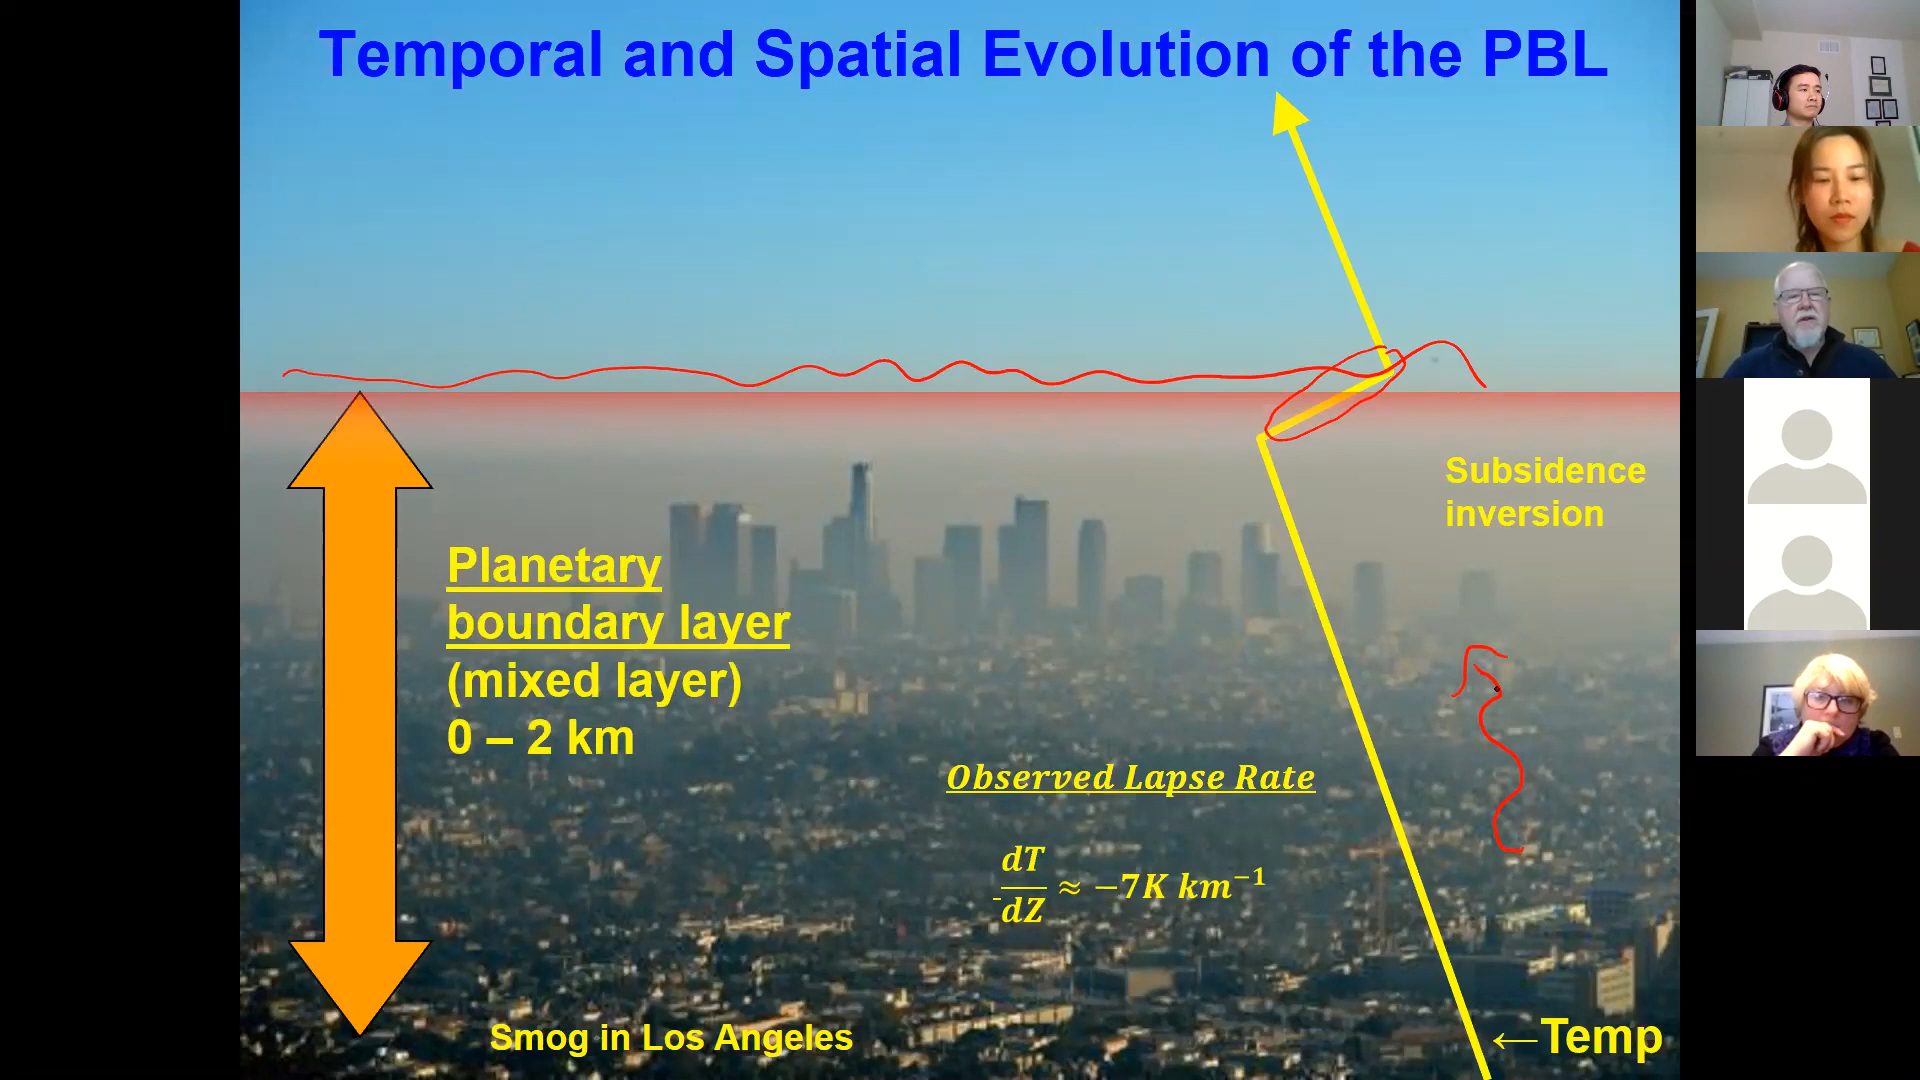 Temporal and Spatial Evolution of the PBL
Subsidence
inversion
Planetary
boundary layer
(mixed layer)
0 – 2 km
Observed Lapse Rate
dT
dZ ≈ −7K km⁻¹
Smog in Los Angeles
←Temp